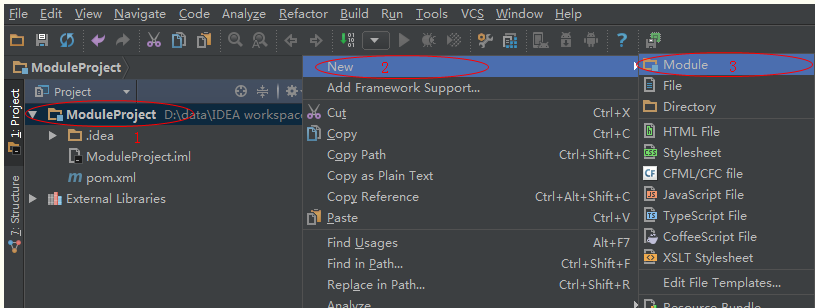 File Edit View Navigate Code Analyze Refactor Build Run Tools VCS Window Help
ModuleProject
Project
1: Project
7: Structure
ModuleProject D:\data\IDEA workspac
.idea
1
ModuleProject.iml
pom.xml
External Libraries
New 2
Add Framework Support...
Cut Ctrl+X
Copy Ctrl+C
Copy Path Ctrl+Shift+C
Copy as Plain Text
Copy Reference Ctrl+Alt+Shift+C
Paste Ctrl+V
Find Usages Alt+F7
Find in Path... Ctrl+Shift+F
Replace in Path... Ctrl+Shift+R
Analyze
Module 3
File
Directory
HTML File
Stylesheet
CFML/CFC file
JavaScript File
TypeScript File
CoffeeScript File
XSLT Stylesheet
Edit File Templates...
Resource Bundle